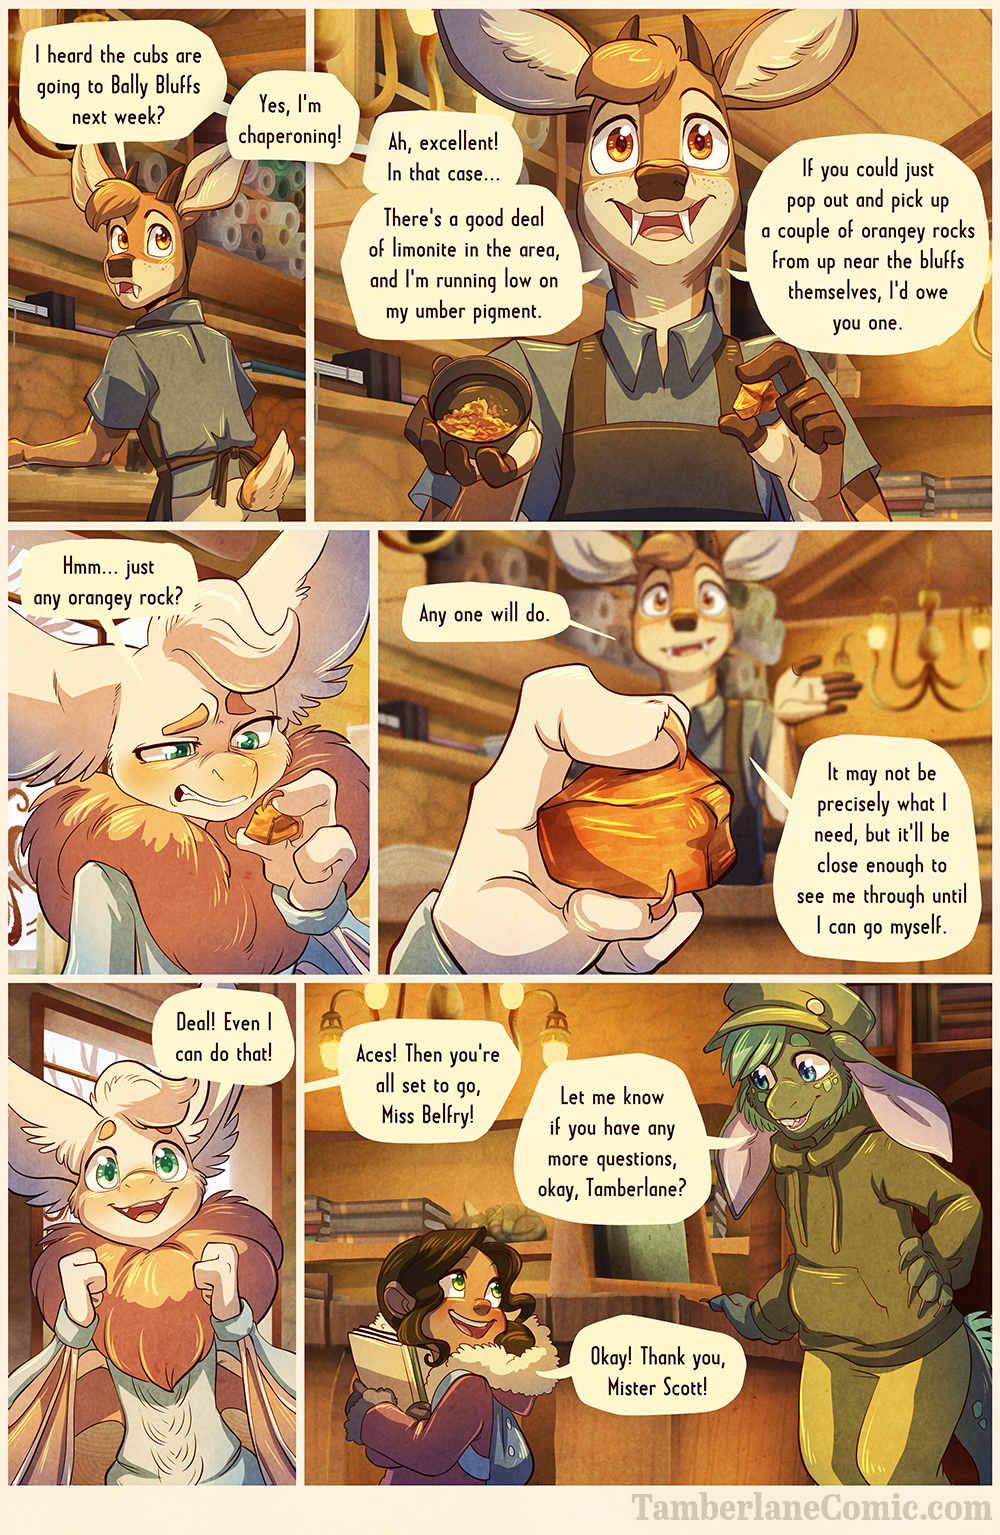 I heard the cubs are
going to Bally Bluffs
next week?
Yes, I'm
chaperoning!
Ah, excellent!
In that case...
There's a good deal
of limonite in the area,
and I'm running low on
my umber pigment.
If you could just
pop out and pick up
a couple of orangey rocks
from up near the bluffs
themselves, I'd owe
you one.
Hmm... just
any orangey rock?
Any one will do.
It may not be
precisely what I
need, but it'll be
close enough to
see me through until
I can go myself.
Deal! Even I
can do that!
Aces! Then you're
all set to go,
Miss Belfry!
Let me know
if you have any
more questions,
okay, Tamberlane?
Okay! Thank you,
Mister Scott!
TamberlaneComic.com